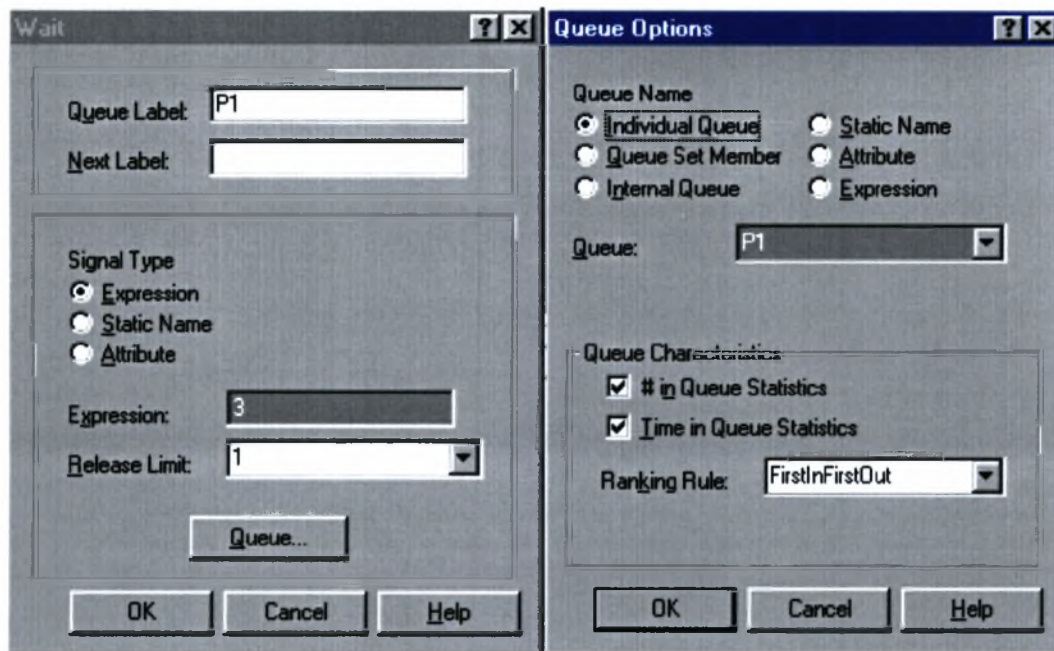 Wait
Queue Label: P1
Next Label:
Signal Type
Expression
Static Name
Attribute
Expression: 3
Release Limit: 1
Queue...
OK Cancel Help
Queue Options
Queue Name
Individual Queue Static Name
Queue Set Member Attribute
Internal Queue Expression
Queue: P1
Queue Characteristics
# in Queue Statistics
Time in Queue Statistics
Ranking Rule: FirstInFirstOut
OK Cancel Help